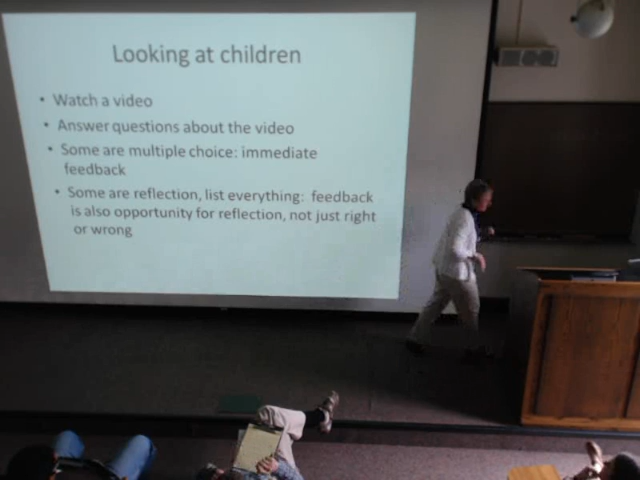 Looking at children
• Watch a video
• Answer questions about the video
• Some are multiple choice: immediate
feedback
• Some are reflection, list everything: feedback
is also opportunity for reflection, not just right
or wrong